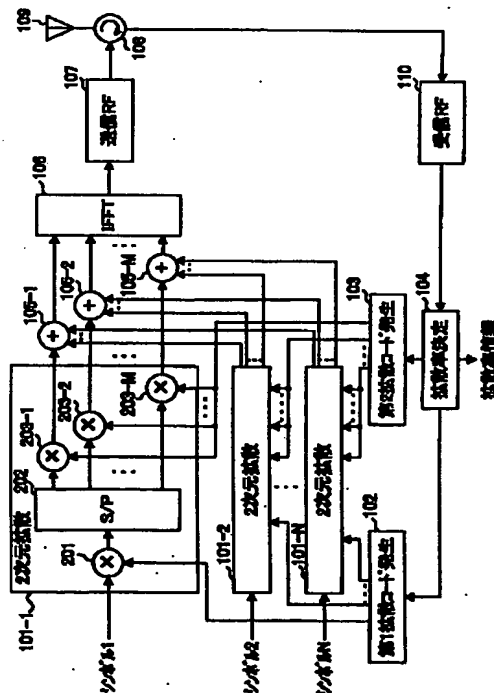 109
108
107
送信RF
110
受信RF
106
IFFT
105-1
105-2
105-M
103
第2拡散コード発生
104
拡散率決定
拡散率情報
203-1
203-2
203-M
202
S/P
2次元拡散
201
101-1
101-2
2次元拡散
101-N
2次元拡散
102
第1拡散コード発生
シンボル1
シンボル2
シンボルN